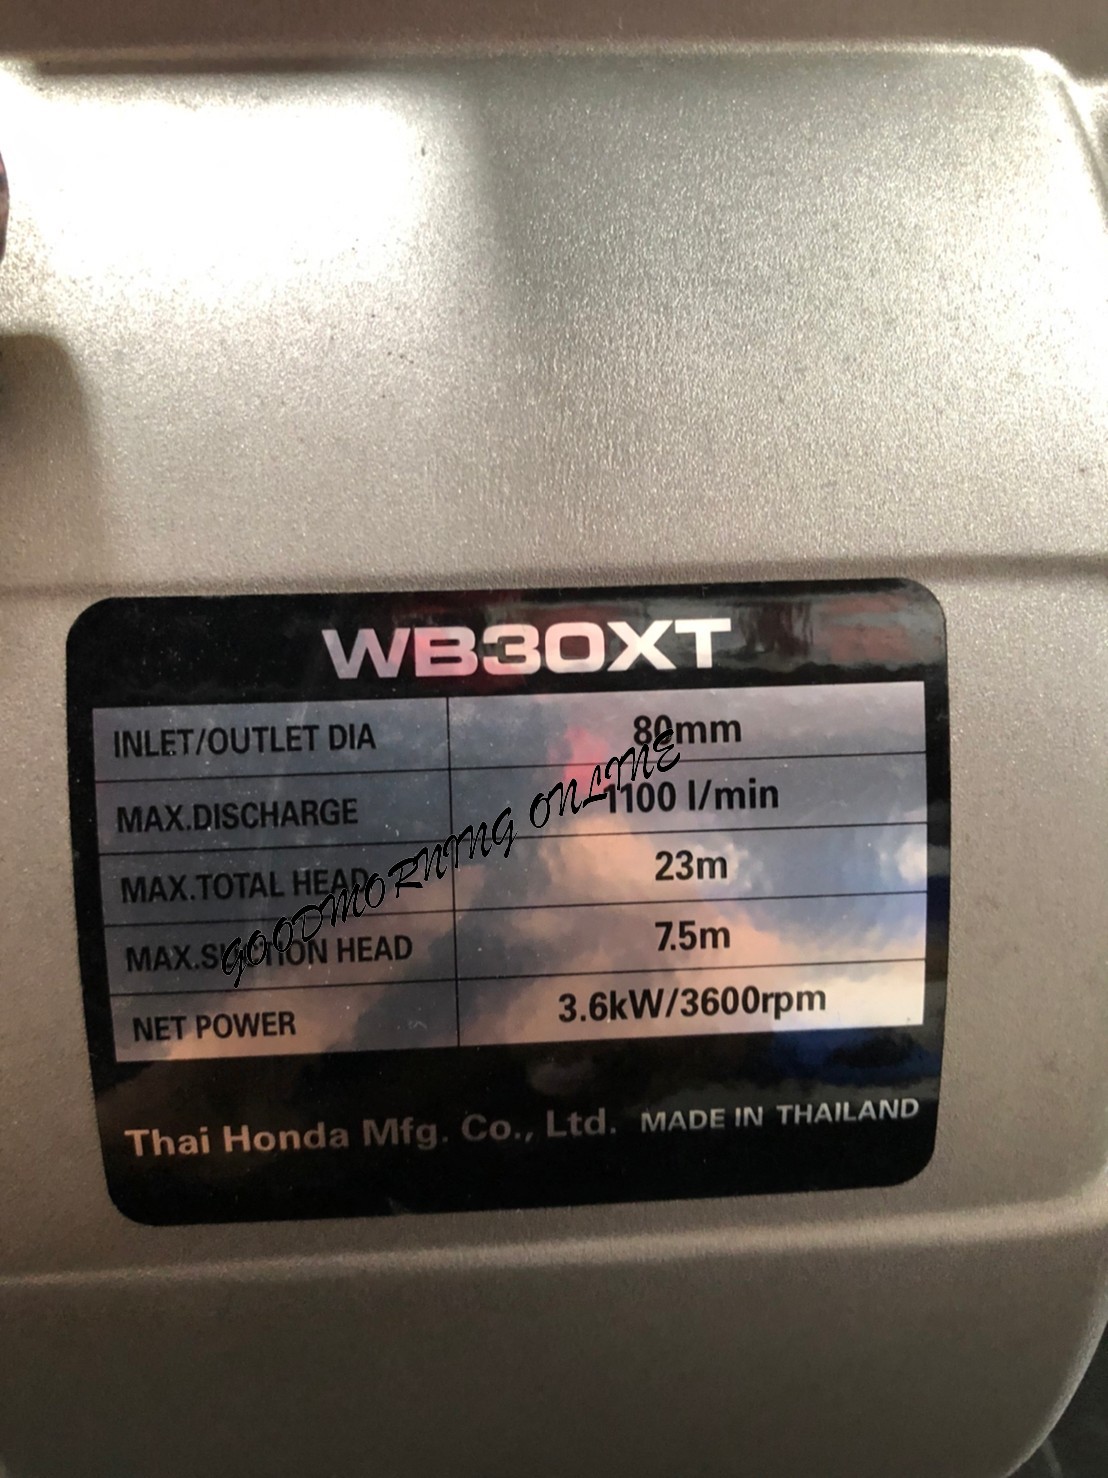 WB30XT
INLET/OUTLET DIA 80mm
MAX.DISCHARGE 1100 l/min
MAX.TOTAL HEAD 23m
MAX.SUCTION HEAD 7.5m
NET POWER 3.6kW/3600rpm
GOODMORNING ONLINE
Thai Honda Mfg. Co., Ltd. MADE IN THAILAND